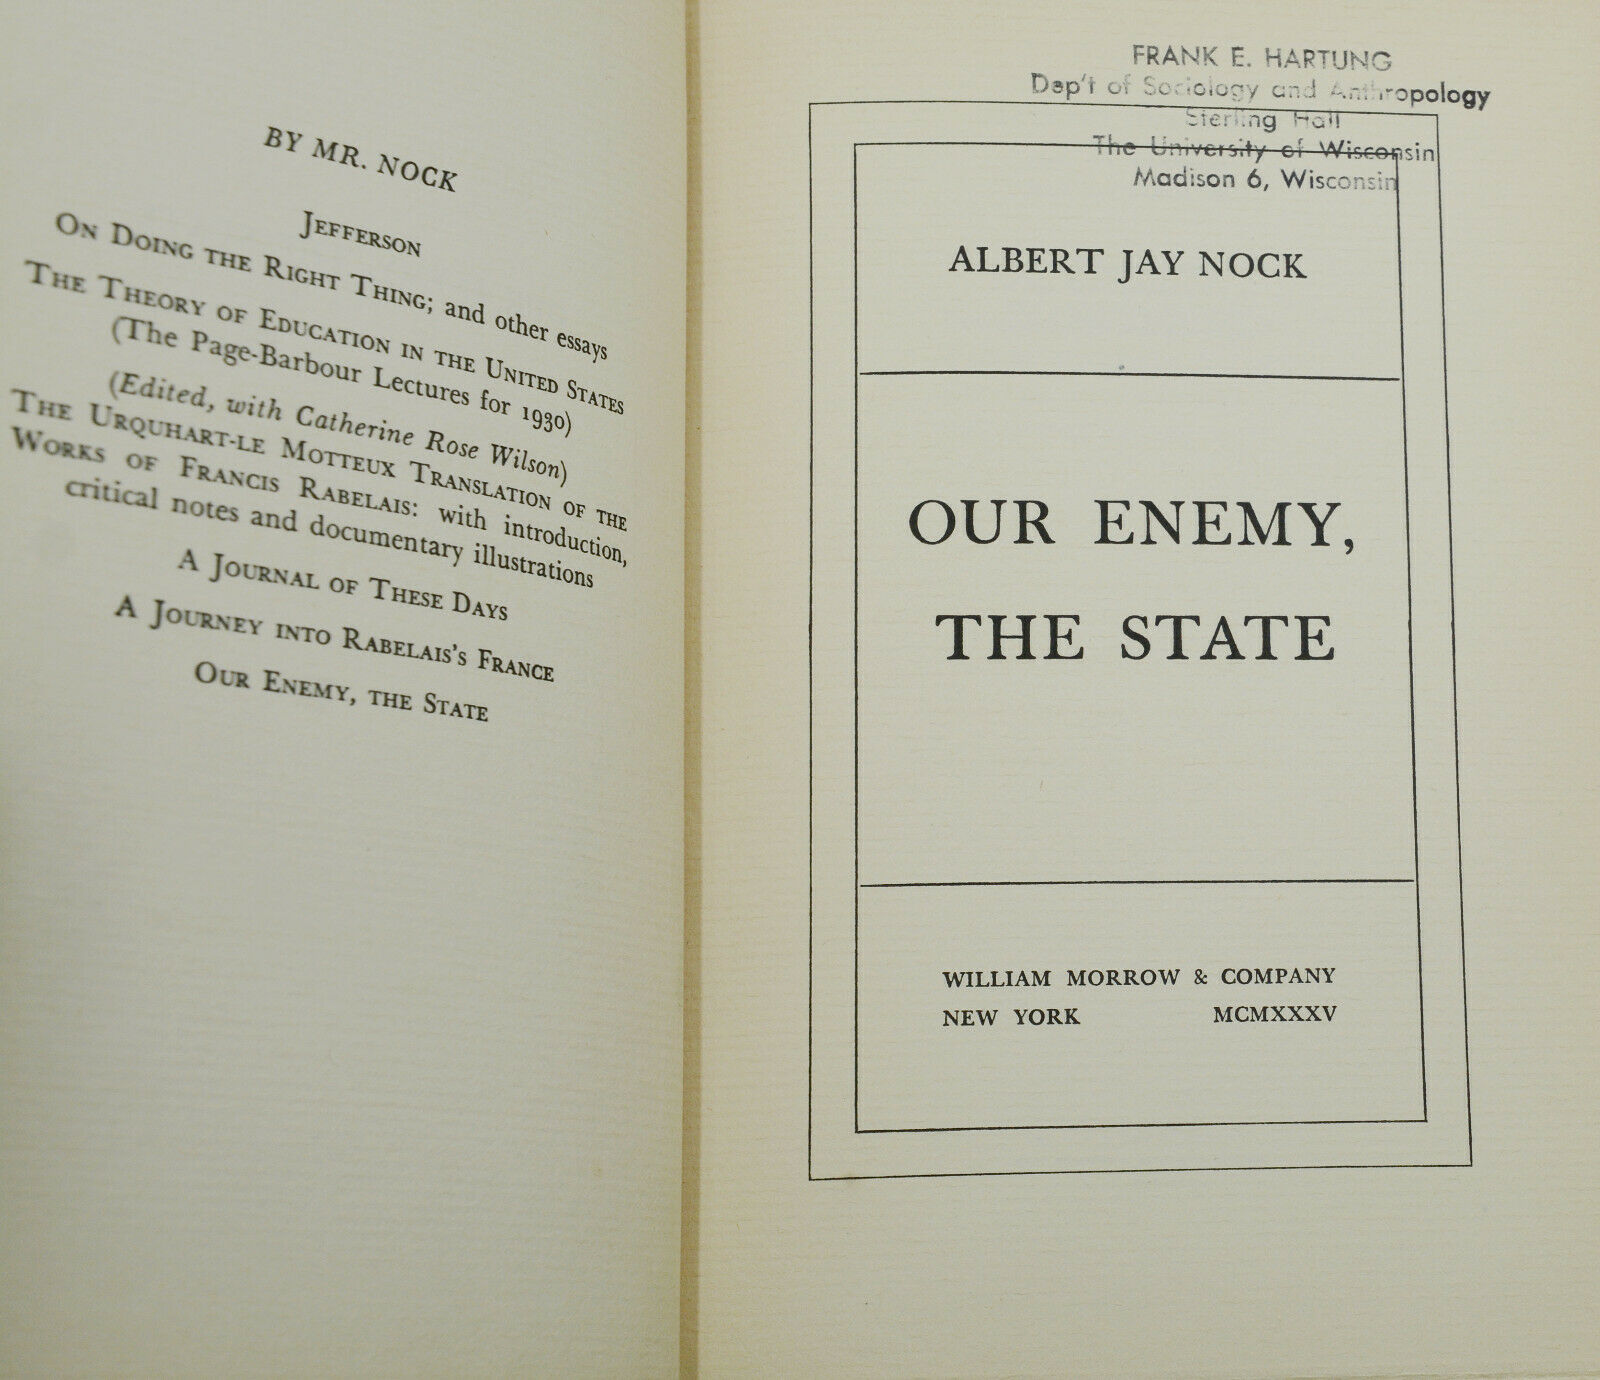 BY MR. NOCK
JEFFERSON
ON DOING THE RIGHT THING; and other essays
THE THEORY OF EDUCATION IN THE UNITED STATES
(The Page-Barbour Lectures for 1930)
(Edited, with Catherine Rose Wilson)
THE URQUHART-LE MOTTEUX TRANSLATION OF THE
WORKS OF FRANCIS RABELAIS: with introduction,
critical notes and documentary illustrations
A JOURNAL OF THESE DAYS
A JOURNEY INTO RABELAIS'S FRANCE
OUR ENEMY, THE STATE
FRANK E. HARTUNG
Dep't of Sociology and Anthropology
Sterling Hall
The University of Wisconsin
Madison 6, Wisconsin
ALBERT JAY NOCK
OUR ENEMY,
THE STATE
WILLIAM MORROW & COMPANY
NEW YORK MCMXXXV